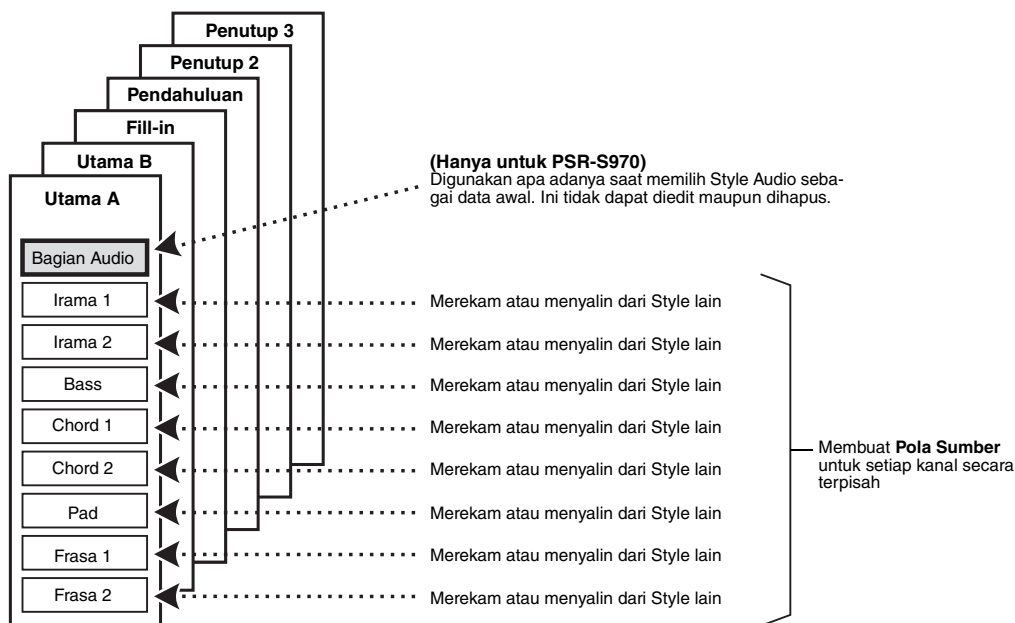 Penutup 3
Penutup 2
Pendahuluan
Fill-in
Utama B
Utama A
(Hanya untuk PSR-S970)
Digunakan apa adanya saat memilih Style Audio seba-
gai data awal. Ini tidak dapat diedit maupun dihapus.
Bagian Audio
Irama 1
Merekam atau menyalin dari Style lain
Irama 2
Merekam atau menyalin dari Style lain
Bass
Merekam atau menyalin dari Style lain
Chord 1
Merekam atau menyalin dari Style lain
Chord 2
Merekam atau menyalin dari Style lain
Pad
Merekam atau menyalin dari Style lain
Frasa 1
Merekam atau menyalin dari Style lain
Frasa 2
Merekam atau menyalin dari Style lain
Membuat Pola Sumber
untuk setiap kanal secara
terpisah